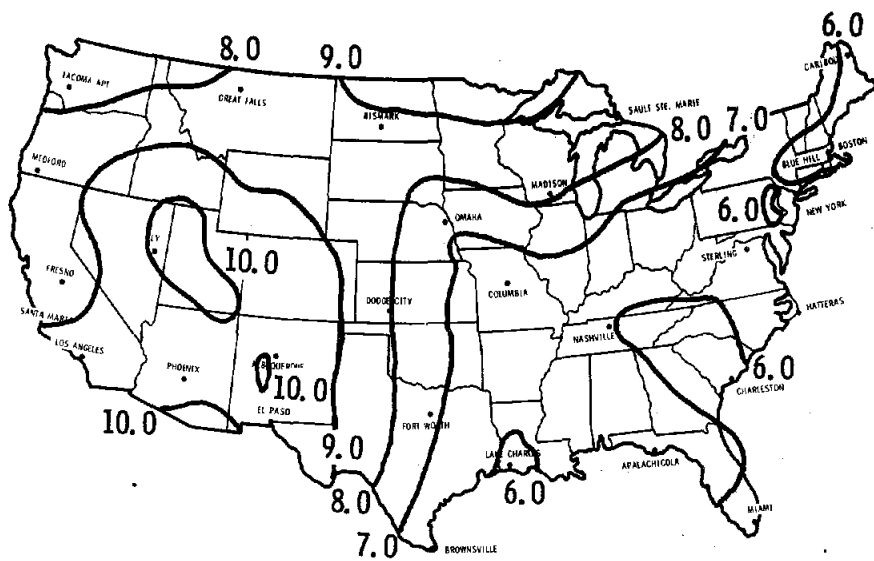 6.0
8.0
9.0
CARIBOU
TACOMA APT
GREAT FALLS
SAULT STE. MARIE
BISMARK
8.0
7.0
BOSTON
BLUE HILL
MEDFORD
MADISON
6.0
NEW YORK
OMAHA
LY
10.0
STERLING
FRESNO
DODGE CITY
COLUMBIA
HATTERAS
SANTA MARI
NASHVILLE
LOS ANGELES
PHOENIX
ALBUQUERQUE
10.0
6.0
CHARLESTON
10.0
EL PASO
FORT WORTH
9.0
LAKE CHARLES
APALACHICOLA
8.0
6.0
MIAMI
7.0
BROWNSVILLE